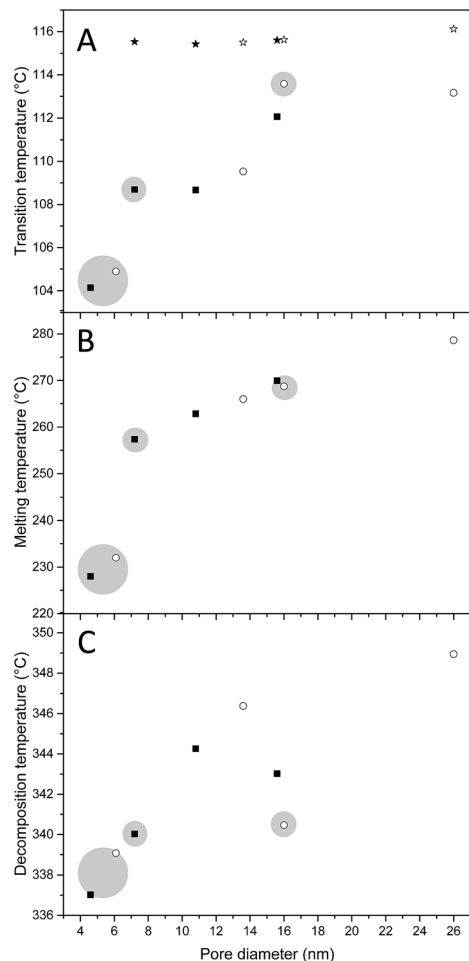 A
Transition temperature (°C)
116
114
112
110
108
106
104
B
Melting temperature (°C)
280
270
260
250
240
230
220
C
Decomposition temperature (°C)
350
348
346
344
342
340
338
336
4 6 8 10 12 14 16 18 20 22 24 26
Pore diameter (nm)